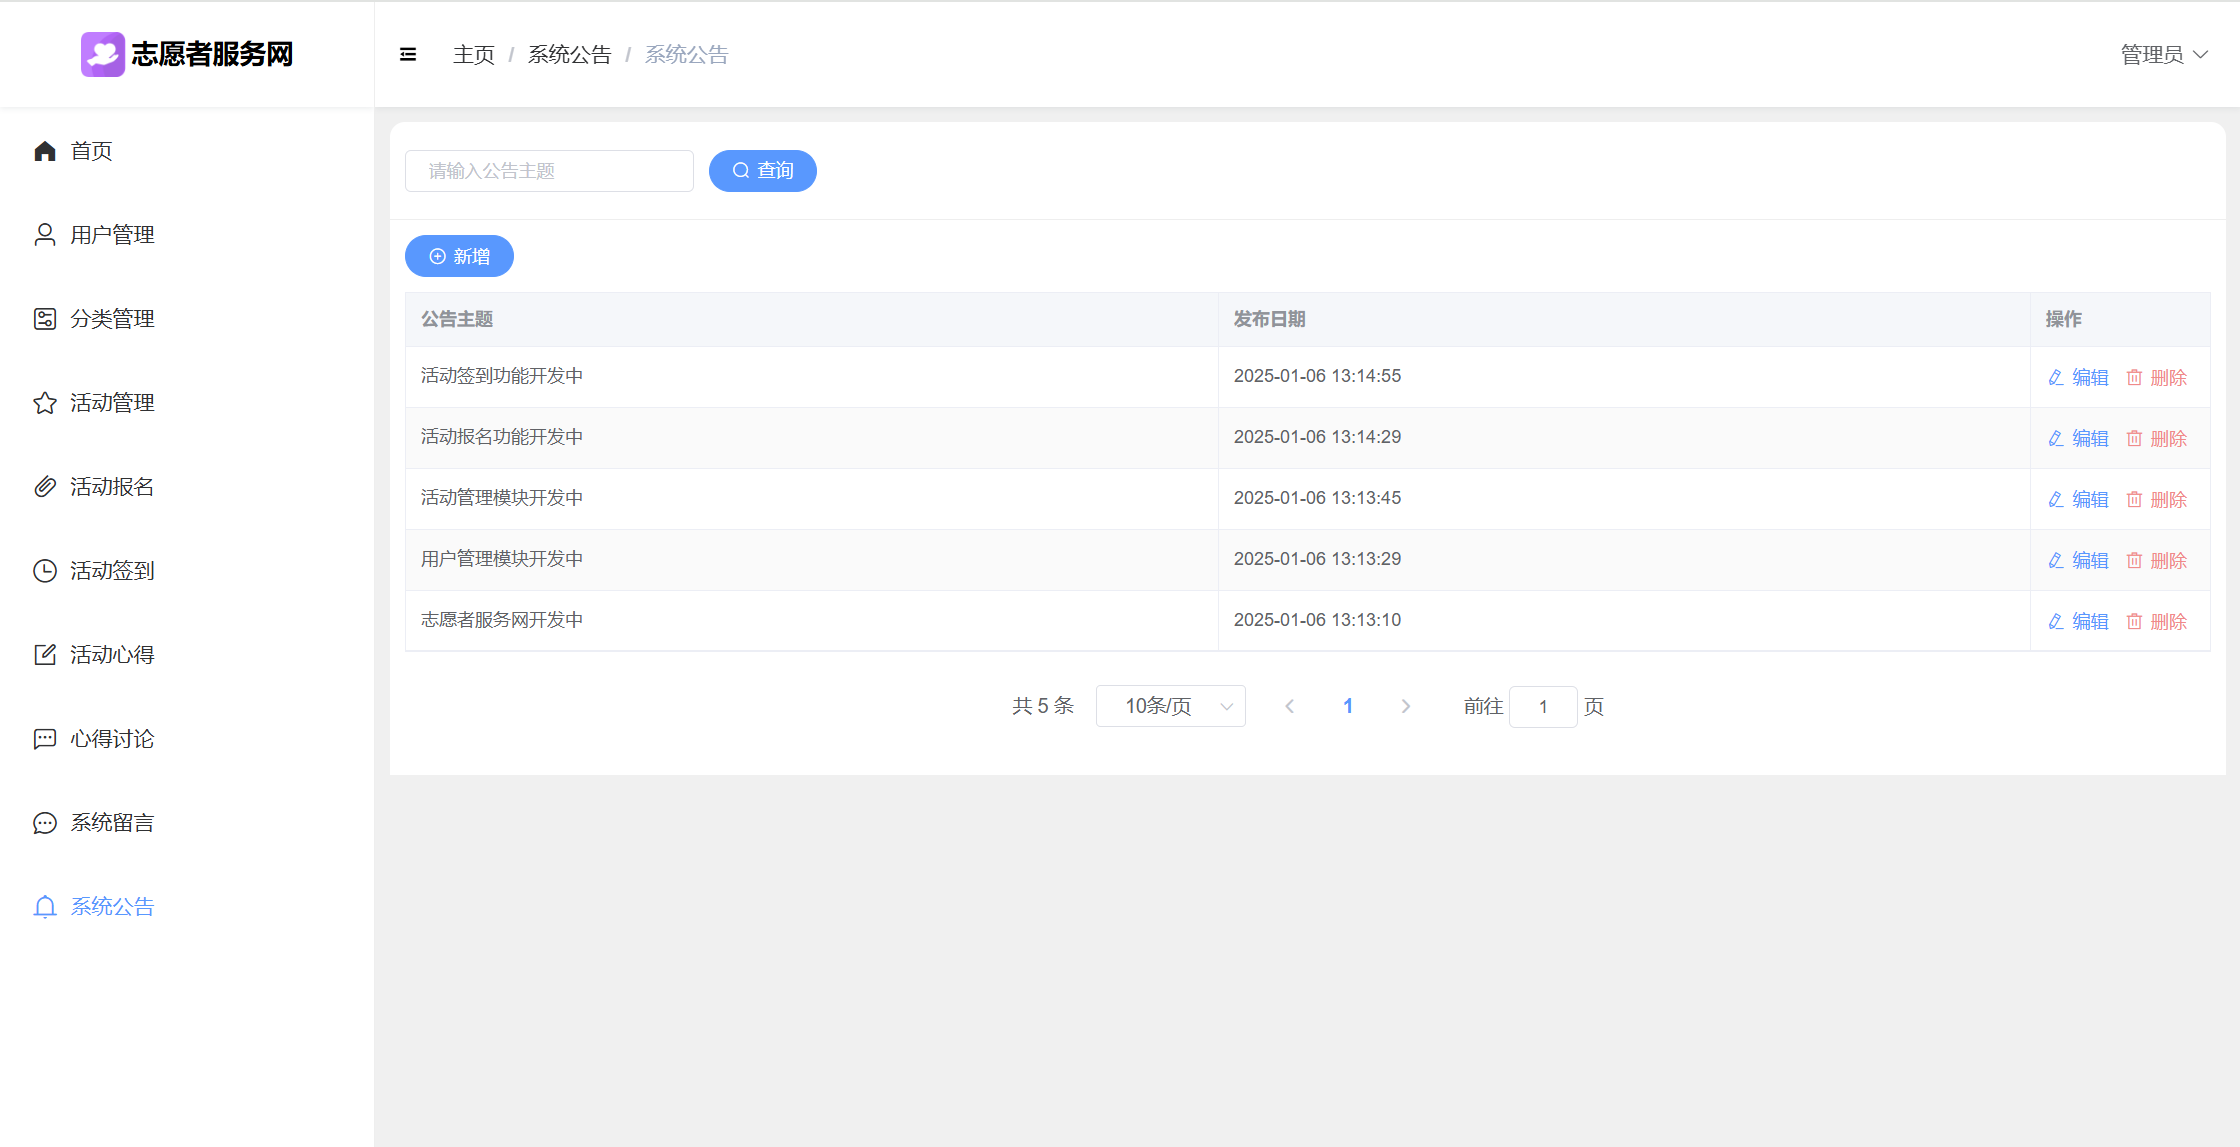 志愿者服务网
主页 / 系统公告 / 系统公告
管理员
首页
用户管理
分类管理
活动管理
活动报名
活动签到
活动心得
心得讨论
系统留言
系统公告
请输入公告主题 查询
新增
公告主题 发布日期 操作
活动签到功能开发中 2025-01-06 13:14:55 编辑 删除
活动报名功能开发中 2025-01-06 13:14:29 编辑 删除
活动管理模块开发中 2025-01-06 13:13:45 编辑 删除
用户管理模块开发中 2025-01-06 13:13:29 编辑 删除
志愿者服务网开发中 2025-01-06 13:13:10 编辑 删除
共 5 条 10条/页 1 前往 1 页